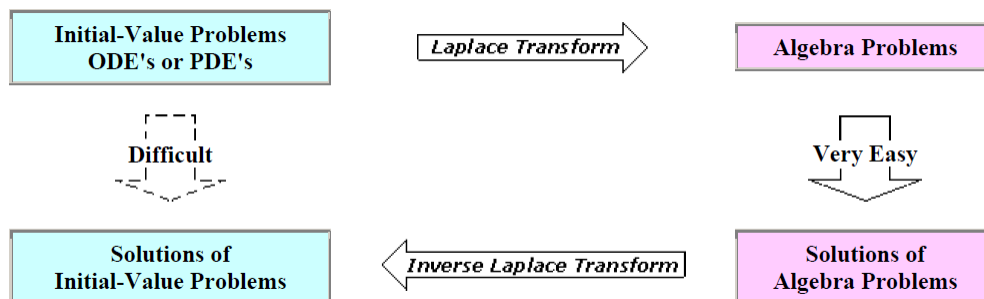 Initial-Value Problems
ODE's or PDE's
Laplace Transform
Algebra Problems
Difficult
Very Easy
Solutions of
Initial-Value Problems
Inverse Laplace Transform
Solutions of
Algebra Problems